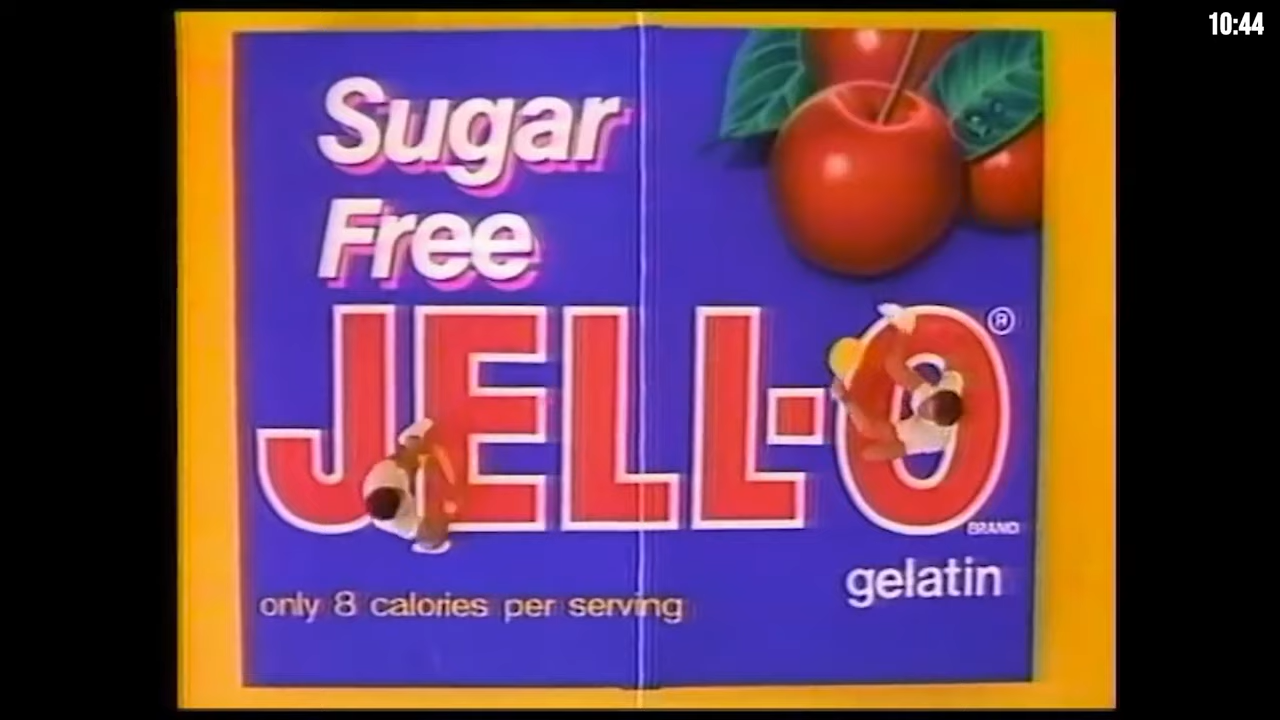 10:44
Sugar
Free
JELL-O®
BRAND
gelatin
only 8 calories per serving